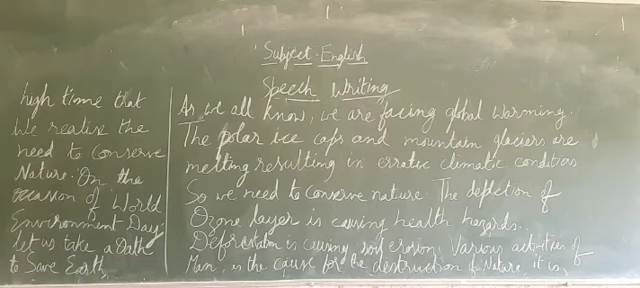 Subject. English
Speech Writing
As we all know, we are facing global warming.
The polar ice caps and mountain glaciers are
melting resulting in erratic climatic conditions
So we need to conserve nature. The depletion of
Ozone layer is causing health hazards.
Deforestation is causing soil erosion. Various activities of
Man, is the cause for the destruction of Nature, it is,
high time that
We realise the
need to conserve
Nature. On the
occasion of World
Environment Day
let us take a Oath
to Save Earth.